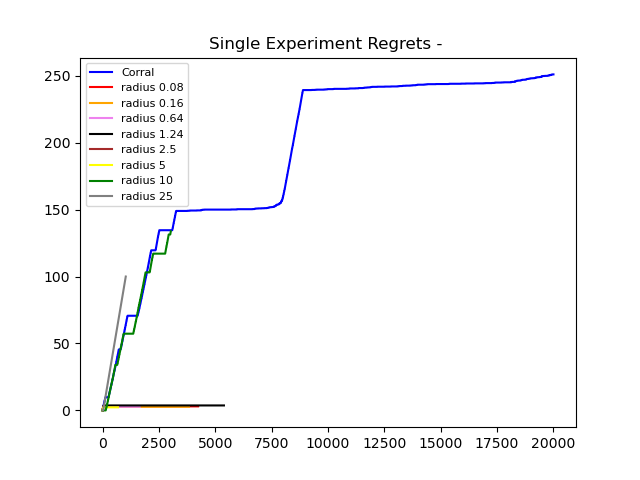 Single Experiment Regrets -
Corral
radius 0.08
radius 0.16
radius 0.64
radius 1.24
radius 2.5
radius 5
radius 10
radius 25
250
200
150
100
50
0
0 2500 5000 7500 10000 12500 15000 17500 20000